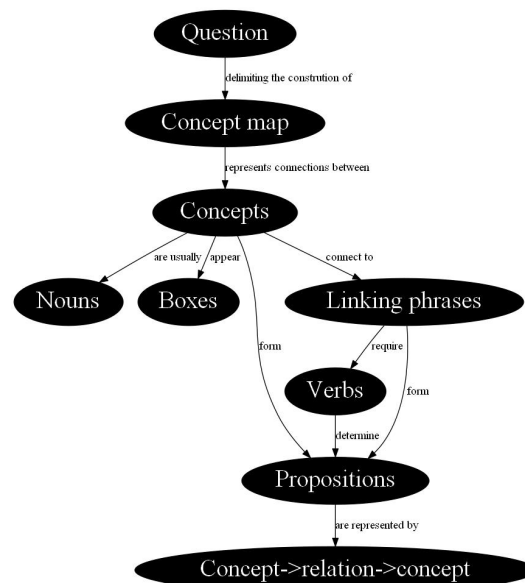 Question
delimiting the constrution of
Concept map
represents connections between
Concepts
are usually
appear
connect to
Nouns
Boxes
Linking phrases
form
require
form
Verbs
determine
Propositions
are represented by
Concept->relation->concept